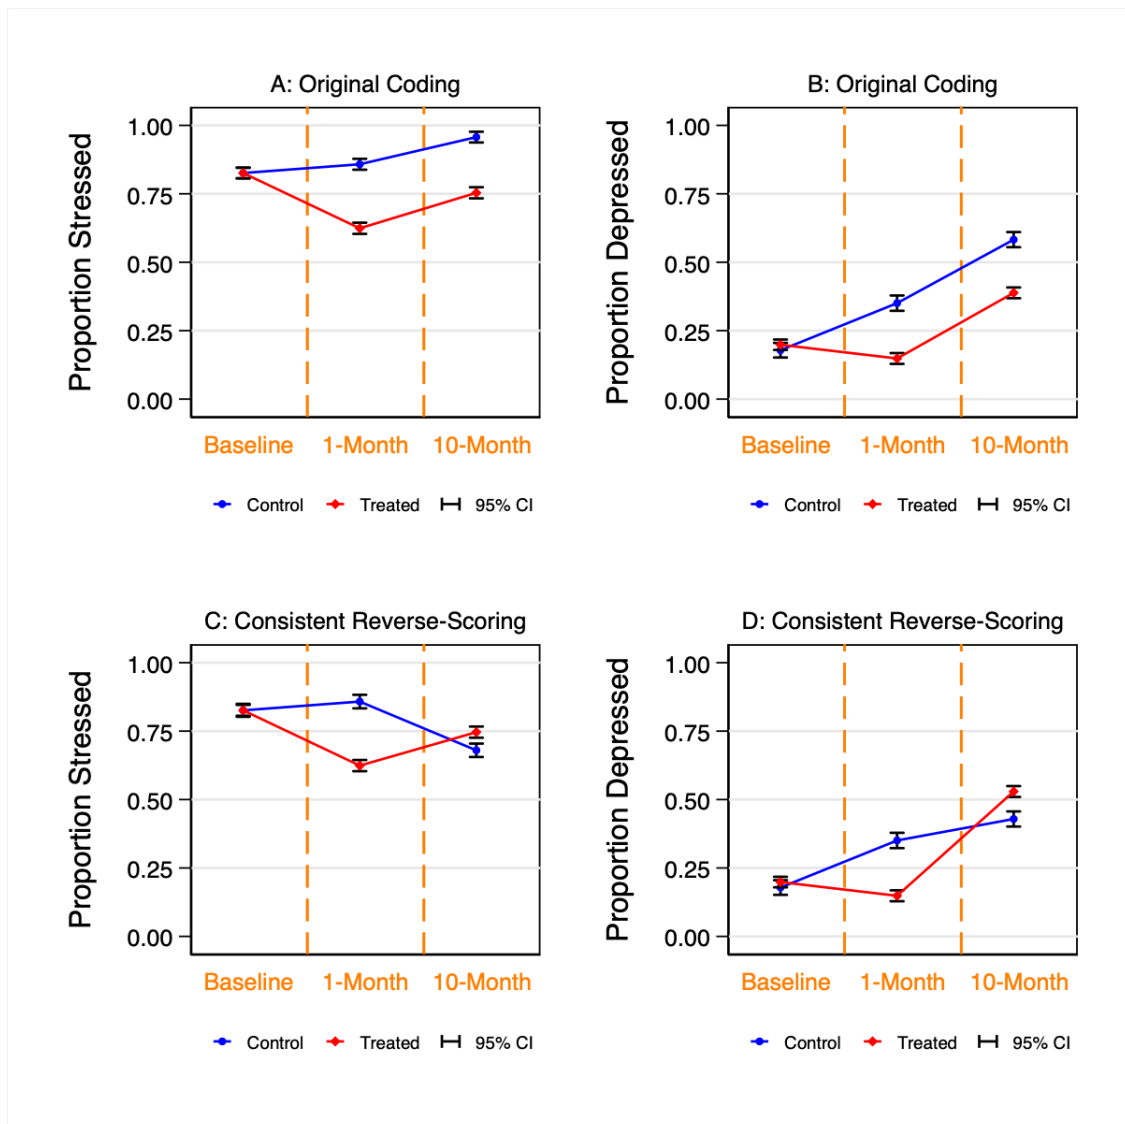 A: Original Coding
Proportion Stressed
1.00
0.75
0.50
0.25
0.00
Baseline 1-Month 10-Month
Control Treated 95% CI
B: Original Coding
Proportion Depressed
1.00
0.75
0.50
0.25
0.00
Baseline 1-Month 10-Month
Control Treated 95% CI
C: Consistent Reverse-Scoring
Proportion Stressed
1.00
0.75
0.50
0.25
0.00
Baseline 1-Month 10-Month
Control Treated 95% CI
D: Consistent Reverse-Scoring
Proportion Depressed
1.00
0.75
0.50
0.25
0.00
Baseline 1-Month 10-Month
Control Treated 95% CI